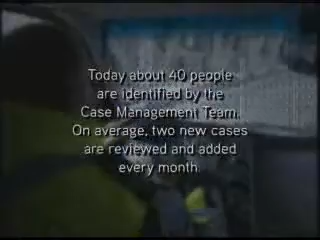 Today about 40 people
are identified by the
Case Management Team.
On average, two new cases
are reviewed and added
every month.